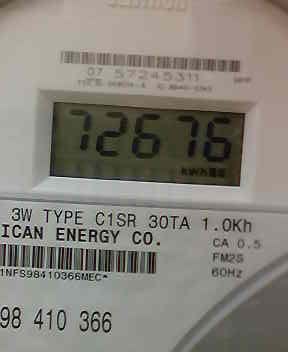 07 57245311
72676
3W TYPE C1SR 30TA 1.0Kh
ICAN ENERGY CO.
CA 0.5
FM2S
60Hz
1NFS98410366MEC*
98 410 366